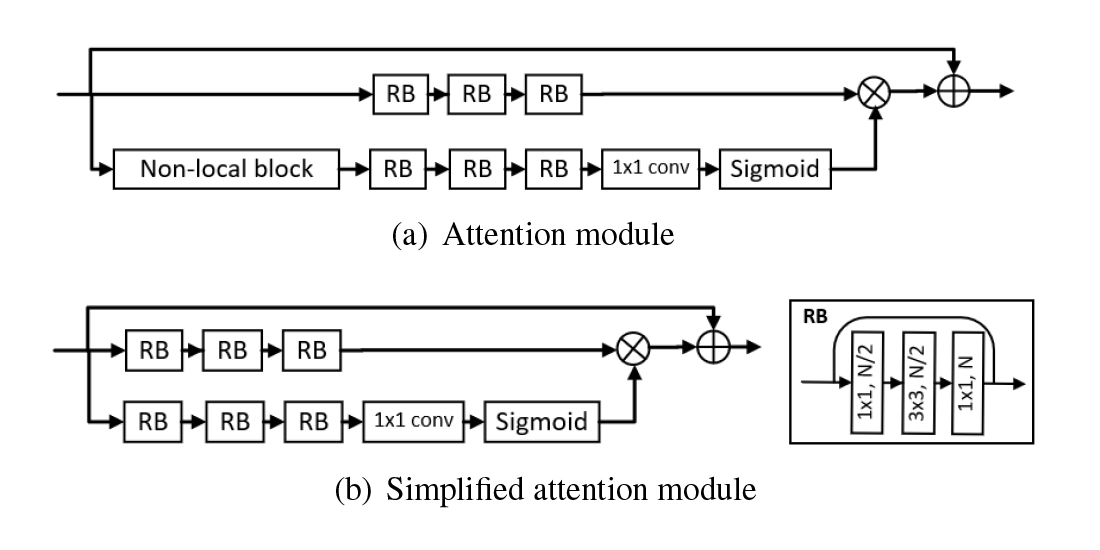 RB RB RB
Non-local block RB RB RB 1x1 conv Sigmoid
(a) Attention module
RB RB RB
RB RB RB 1x1 conv Sigmoid
RB
1x1, N/2
3x3, N/2
1x1, N
(b) Simplified attention module